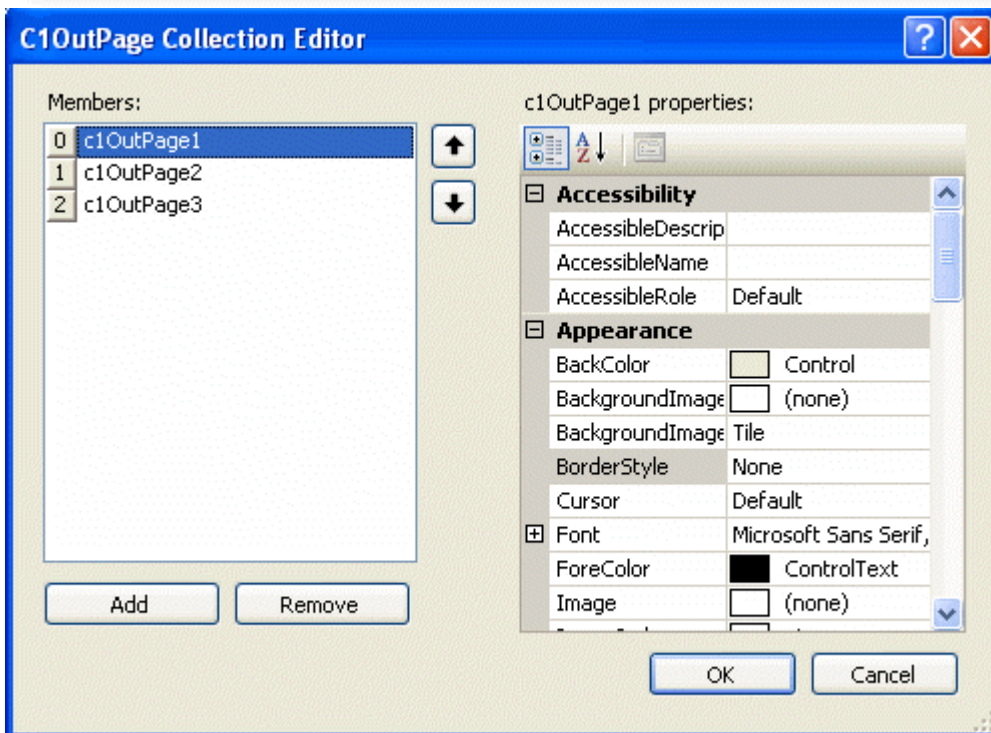 C1OutPage Collection Editor
Members:
0 c1OutPage1
1 c1OutPage2
2 c1OutPage3
Add Remove
c1OutPage1 properties:
Accessibility
AccessibleDescrip
AccessibleName
AccessibleRole Default
Appearance
BackColor Control
BackgroundImage (none)
BackgroundImage Tile
BorderStyle None
Cursor Default
Font Microsoft Sans Serif,
ForeColor ControlText
Image (none)
OK Cancel